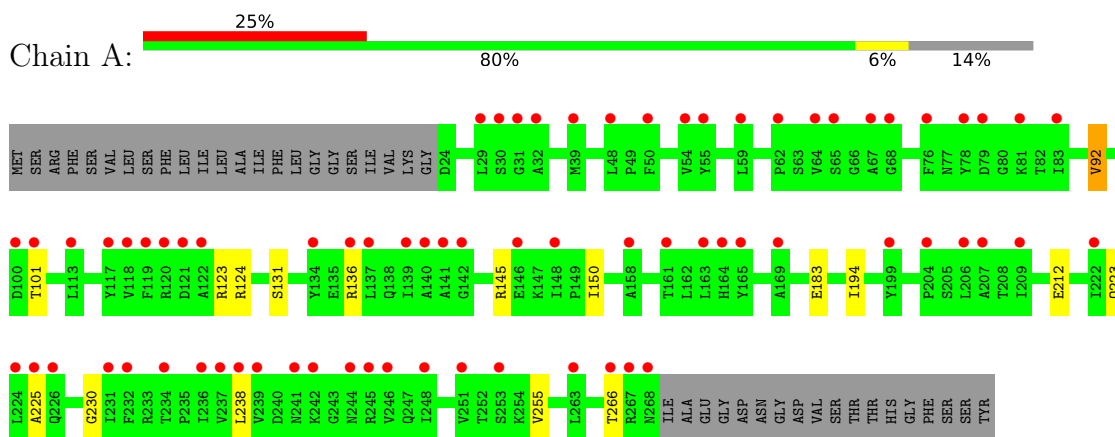 25%
Chain A:
80% 6% 14%
MET SER ARG PHE SER VAL LEU SER PHE LEU ILE LEU ALA ILE PHE LEU GLY GLY SER ILE VAL LYS GLY D24 L29 S30 G31 A32 M39 L48 P49 F50 V54 Y55 L59 P62 S63 V64 S65 G66 A67 G68 F76 N77 Y78 D79 G80 K81 T82 I83 V92
D100 T101 L113 Y117 V118 F119 R120 D121 A122 R123 R124 S131 Y134 E135 R136 L137 Q138 I139 A140 A141 G142 R145 E146 K147 I148 P149 I150 A158 T161 L162 L163 H164 Y165 A169 E183 I194 Y199 P204 S205 L206 A207 T208 I209 E212 I222
L224 A225 Q226 G230 I231 F232 R233 T234 P235 I236 V237 L238 V239 D240 N241 K242 G243 N244 R245 V246 Q247 I248 V251 T252 S253 K254 V255 L263 T266 R267 N268 ILE ALA GLU GLY ASP ASN GLY ASP VAL SER THR THR HIS GLY PHE SER SER TYR